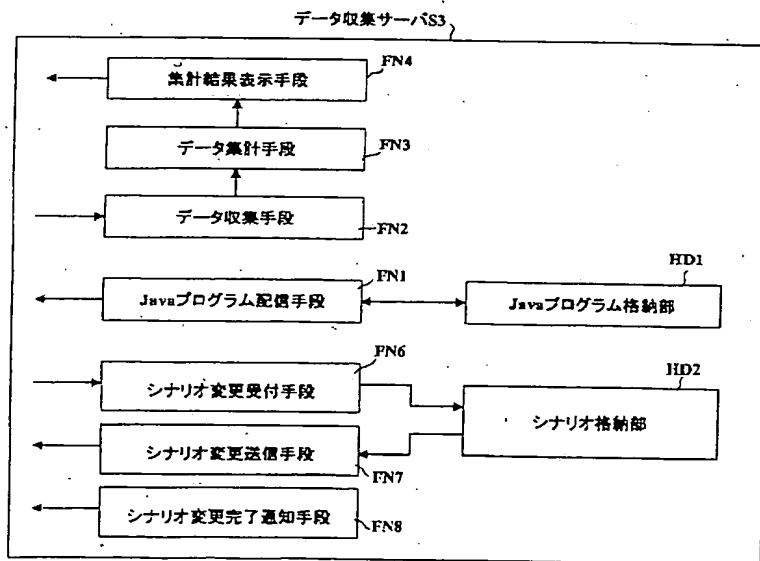 データ収集サーバS3
集計結果表示手段
FN4
データ集計手段
FN3
データ収集手段
FN2
FN1
Javaプログラム配信手段
HD1
Javaプログラム格納部
FN6
シナリオ変更受付手段
HD2
シナリオ格納部
シナリオ変更送信手段
FN7
シナリオ変更完了通知手段
FN8